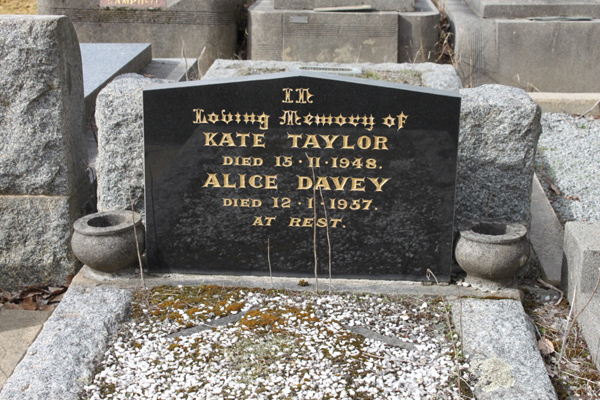 In
Loving Memory of
KATE TAYLOR
DIED 15·11·1948.
ALICE DAVEY
DIED 12·1·1957.
AT REST.